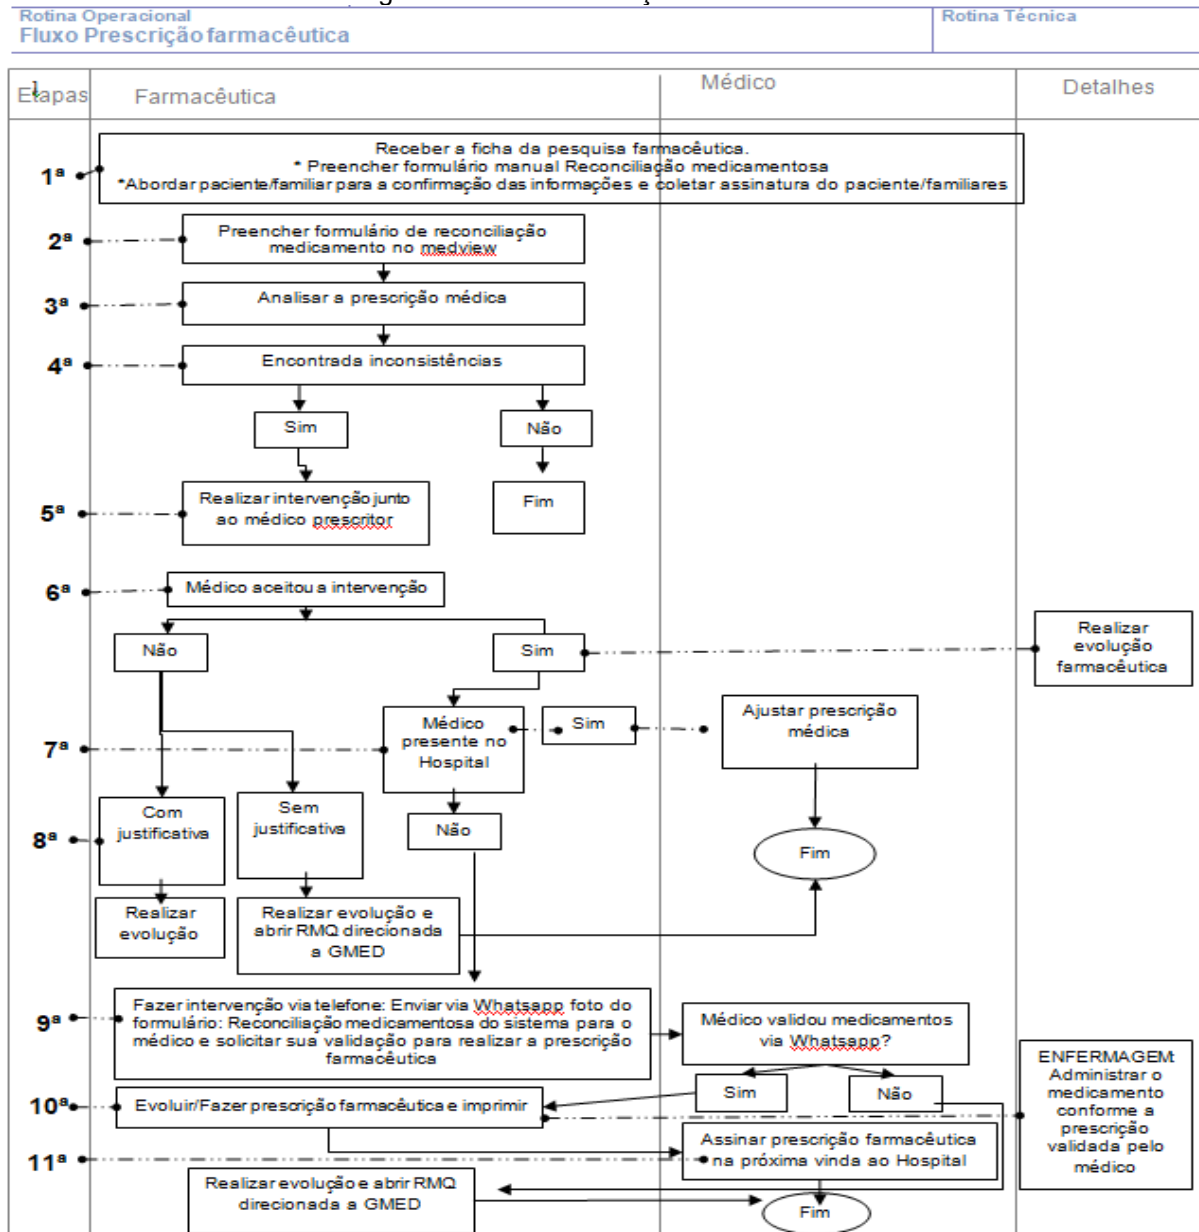 Rotina Operacional
Fluxo Prescrição farmacêutica
Rotina Técnica
Etapas
Farmacêutica
Médico
Detalhes
1ª
Receber a ficha da pesquisa farmacêutica.
* Preencher formulário manual Reconciliação medicamentosa
*Abordar paciente/familiar para a confirmação das informações e coletar assinatura do paciente/familiares
2ª
Preencher formulário de reconciliação
medicamento no medview
3ª
Analisar a prescrição médica
4ª
Encontrada inconsistências
Sim
Não
5ª
Realizar intervenção junto
ao médico prescritor
Fim
6ª
Médico aceitou a intervenção
Não
Sim
Realizar
evolução
farmacêutica
7ª
Médico
presente no
Hospital
Sim
Ajustar prescrição
médica
8ª
Com
justificativa
Sem
justificativa
Não
Fim
Realizar
evolução
Realizar evolução e
abrir RMQ direcionada
a GMED
9ª
Fazer intervenção via telefone: Enviar via Whatsapp foto do
formulário: Reconciliação medicamentosa do sistema para o
médico e solicitar sua validação para realizar a prescrição
farmacêutica
Médico validou medicamentos
via Whatsapp?
Sim
Não
ENFERMAGEM:
Administrar o
medicamento
conforme a
prescrição
validada pelo
médico
10ª
Evoluir/Fazer prescrição farmacêutica e imprimir
11ª
Assinar prescrição farmacêutica
na próxima vinda ao Hospital
Realizar evolução e abrir RMQ
direcionada a GMED
Fim